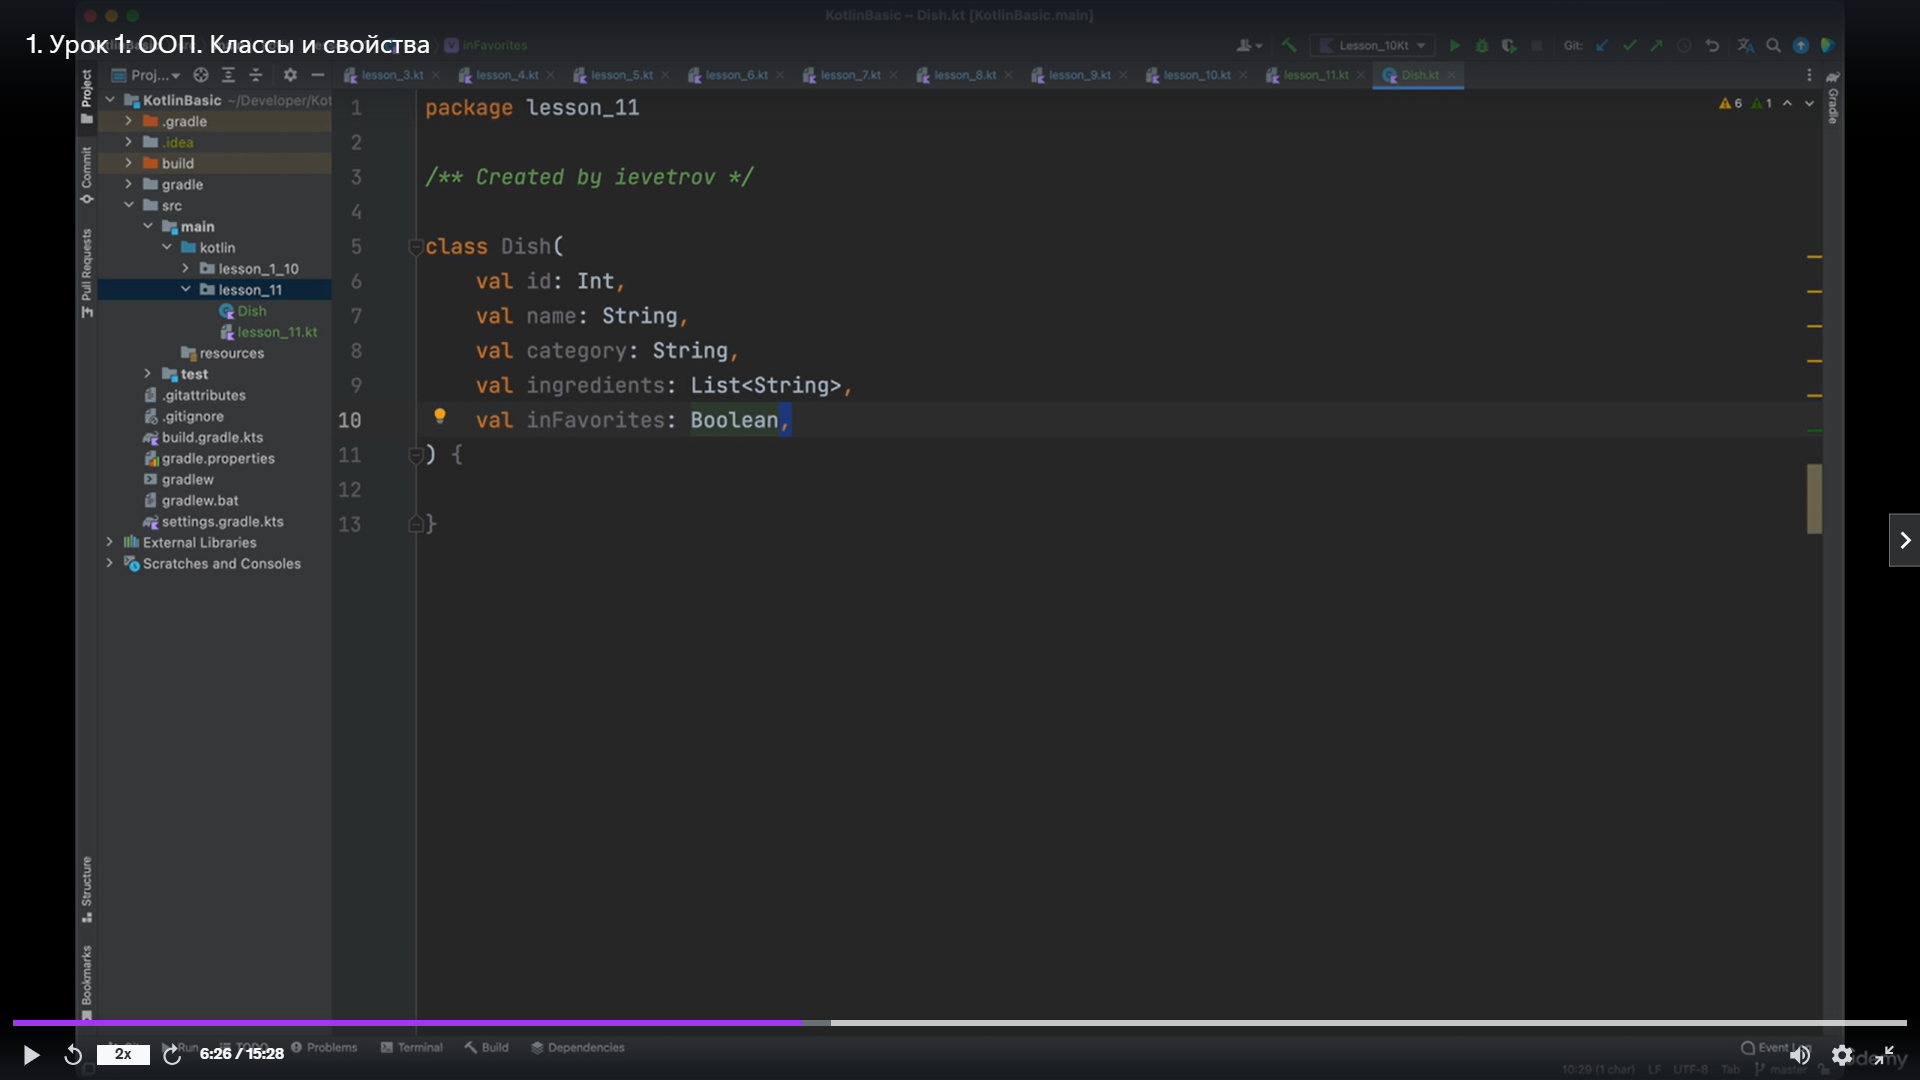 KotlinBasic – Dish.kt [KotlinBasic.main]
1. Урок 1: ООП. Классы и свойства
inFavorites
Lesson_10Kt
Git:
Proj...
lesson_3.kt
lesson_4.kt
lesson_5.kt
lesson_6.kt
lesson_7.kt
lesson_8.kt
lesson_9.kt
lesson_10.kt
lesson_11.kt
Dish.kt
Project
Commit
Pull Requests
Structure
Bookmarks
Gradle
KotlinBasic ~/Developer/Kot
.gradle
.idea
build
gradle
src
main
kotlin
lesson_1_10
lesson_11
Dish
lesson_11.kt
resources
test
.gitattributes
.gitignore
build.gradle.kts
gradle.properties
gradlew
gradlew.bat
settings.gradle.kts
External Libraries
Scratches and Consoles
6 1
1 package lesson_11
2
3 /** Created by ievetrov */
4
5 class Dish(
6 val id: Int,
7 val name: String,
8 val category: String,
9 val ingredients: List<String>,
10 val inFavorites: Boolean,
11 ) {
12
13 }
Run
TODO
Problems
Terminal
Build
Dependencies
Event
2x
6:26 / 15:28
10:29 (1 char) LF UTF-8 Tab master